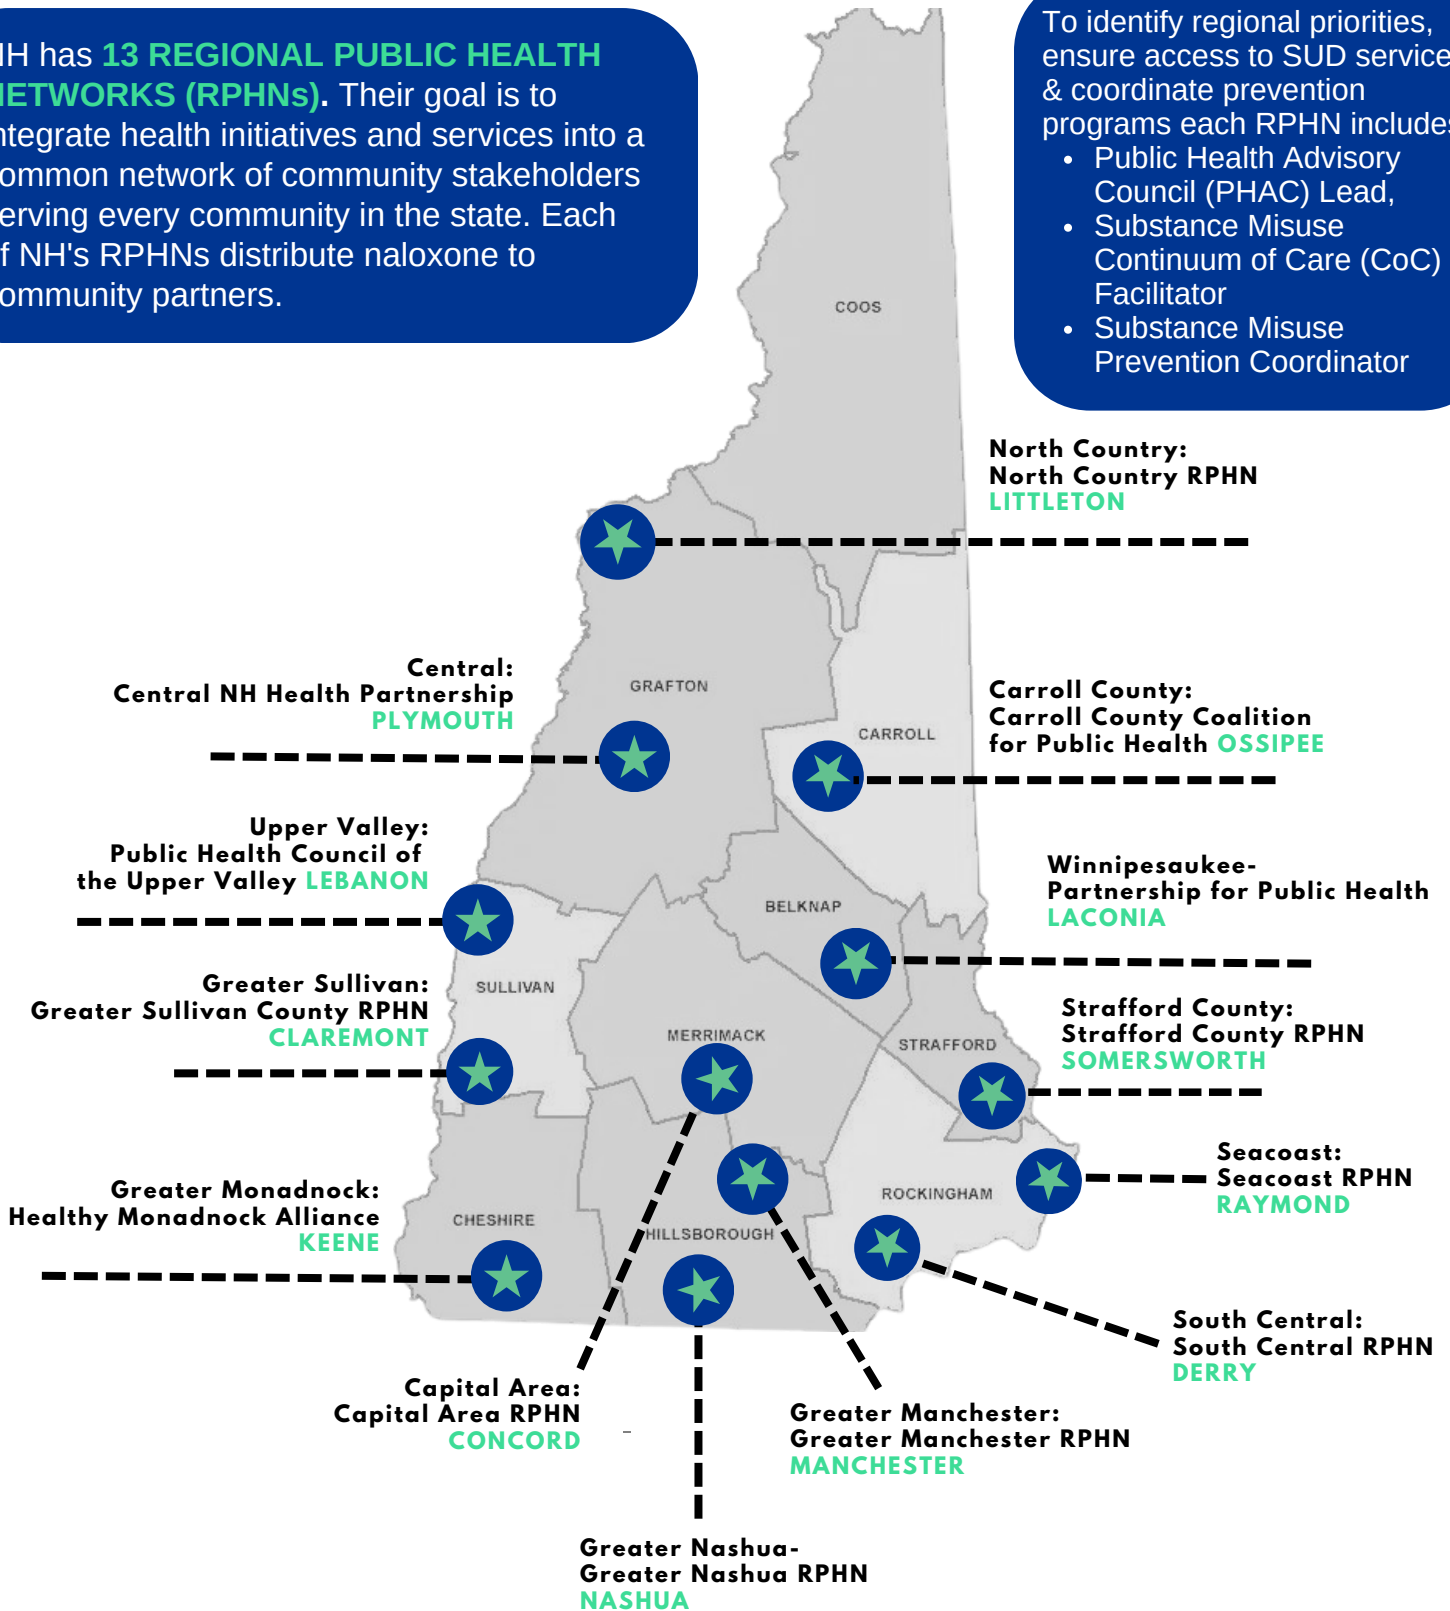 IH has 13 REGIONAL PUBLIC HEALTH
IETWORKS (RPHNs). Their goal is to
ntegrate health initiatives and services into a
ommon network of community stakeholders
erving every community in the state. Each
f NH's RPHNs distribute naloxone to
ommunity partners.
To identify regional priorities,
ensure access to SUD service
& coordinate prevention
programs each RPHN includes
• Public Health Advisory
Council (PHAC) Lead,
• Substance Misuse
Continuum of Care (CoC)
Facilitator
• Substance Misuse
Prevention Coordinator
COOS
North Country:
North Country RPHN
LITTLETON
Central:
Central NH Health Partnership
PLYMOUTH
GRAFTON
Carroll County:
Carroll County Coalition
for Public Health OSSIPEE
CARROLL
Upper Valley:
Public Health Council of
the Upper Valley LEBANON
Winnipesaukee-
Partnership for Public Health
LACONIA
BELKNAP
Greater Sullivan:
Greater Sullivan County RPHN
CLAREMONT
SULLIVAN
MERRIMACK
STRAFFORD
Strafford County:
Strafford County RPHN
SOMERSWORTH
Seacoast:
Seacoast RPHN
RAYMOND
Greater Monadnock:
Healthy Monadnock Alliance
KEENE
CHESHIRE
HILLSBOROUGH
ROCKINGHAM
South Central:
South Central RPHN
DERRY
Capital Area:
Capital Area RPHN
CONCORD
Greater Manchester:
Greater Manchester RPHN
MANCHESTER
Greater Nashua-
Greater Nashua RPHN
NASHUA